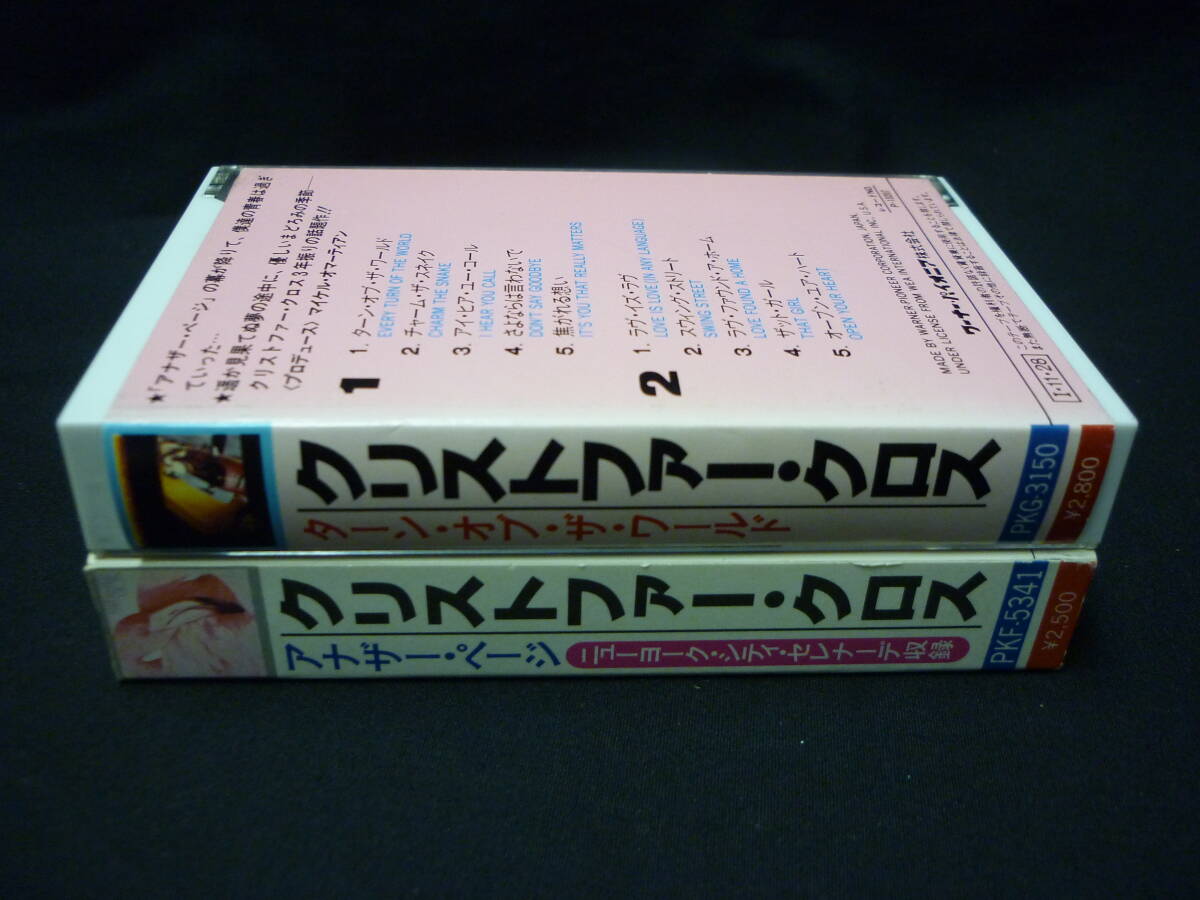 ★「アナザー・ページ」の幕が降りて、僕達の青春は過ぎ
ていった…
★遥か見果てぬ夢の途中に、優しいまどろみの季節──
クリストファー・クロス3年振りの話題作!!
〈プロデュース〉マイケル・オマーティアン
1
1. ターン・オブ・ザ・ワールド
EVERY TURN OF THE WORLD
2. チャーム・ザ・スネイク
CHARM THE SNAKE
3. アイ・ヒア・ユー・コール
I HEAR YOU CALL
4. さよならは言わないで
DON'T SAY GOODBYE
5. 焦がれる想い
IT'S YOU THAT REALLY MATTERS
2
1. ラヴ・イズ・ラヴ
LOVE IS LOVE (IN ANY LANGUAGE)
2. スウィング・ストリート
SWING STREET
3. ラヴ・ファウンド・ア・ホーム
LOVE FOUND A HOME
4. ザット・ガール
THAT GIRL
5. オープン・ユア・ハート
OPEN YOUR HEART
MADE BY WARNER-PIONEER CORPORATION, JAPAN,
UNDER LICENSE FROM WEA INTERNATIONAL INC., U.S.A.
ワーナー・パイオニア株式会社
I・11・28
クリストファー・クロス
ターン・オブ・ザ・ワールド
PKG-3150
¥2,800
クリストファー・クロス
アナザー・ページ
ニューヨーク・シティ・セレナーデ収録
PKF-5341
¥2,500